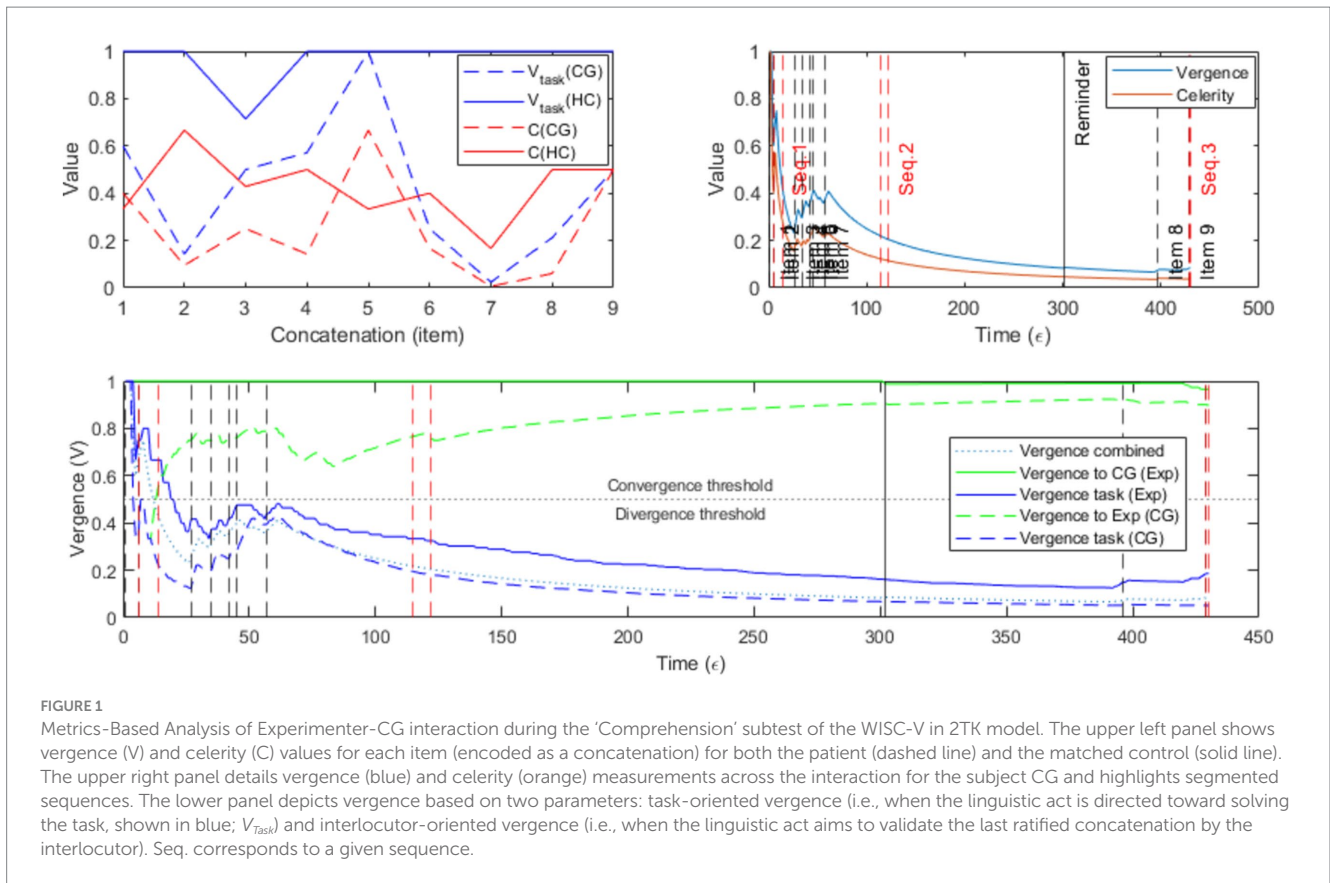 1
0.8
0.6
0.4
0.2
0
Value
1 2 3 4 5 6 7 8 9
Concatenation (item)
V_task(CG)
V_task(HC)
C(CG)
C(HC)
1
0.8
0.6
0.4
0.2
0
Value
0 100 200 300 400 500
Time (ϵ)
Vergence
Celerity
Reminder
Seq.1
Seq.2
Seq.3
Item 2
Item 7
Item 8
Item 9
1
0.8
0.6
0.4
0.2
0
Vergence (V)
0 50 100 150 200 250 300 350 400 450
Time (ϵ)
Convergence threshold
Divergence threshold
Vergence combined
Vergence to CG (Exp)
Vergence task (Exp)
Vergence to Exp (CG)
Vergence task (CG)
FIGURE 1
Metrics-Based Analysis of Experimenter-CG interaction during the ‘Comprehension’ subtest of the WISC-V in 2TK model. The upper left panel shows
vergence (V) and celerity (C) values for each item (encoded as a concatenation) for both the patient (dashed line) and the matched control (solid line).
The upper right panel details vergence (blue) and celerity (orange) measurements across the interaction for the subject CG and highlights segmented
sequences. The lower panel depicts vergence based on two parameters: task-oriented vergence (i.e., when the linguistic act is directed toward solving
the task, shown in blue; V_Task) and interlocutor-oriented vergence (i.e., when the linguistic act aims to validate the last ratified concatenation by the
interlocutor). Seq. corresponds to a given sequence.